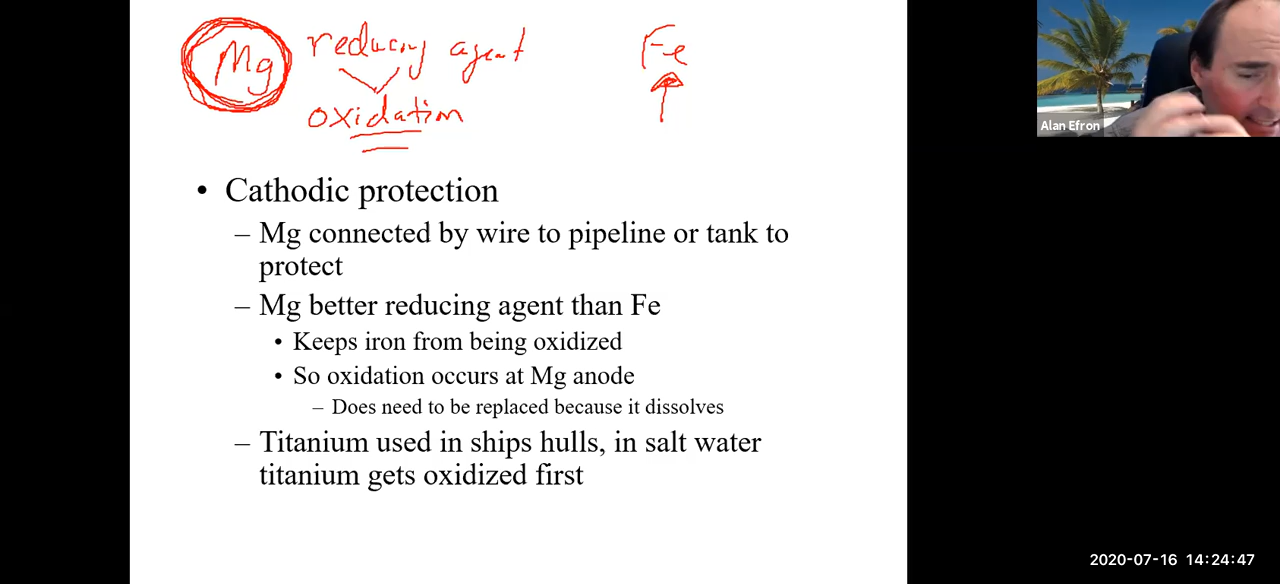 Mg reducing agent Fe
oxidation
Alan Efron
• Cathodic protection
– Mg connected by wire to pipeline or tank to
protect
– Mg better reducing agent than Fe
• Keeps iron from being oxidized
• So oxidation occurs at Mg anode
– Does need to be replaced because it dissolves
– Titanium used in ships hulls, in salt water
titanium gets oxidized first
2020-07-16 14:24:47